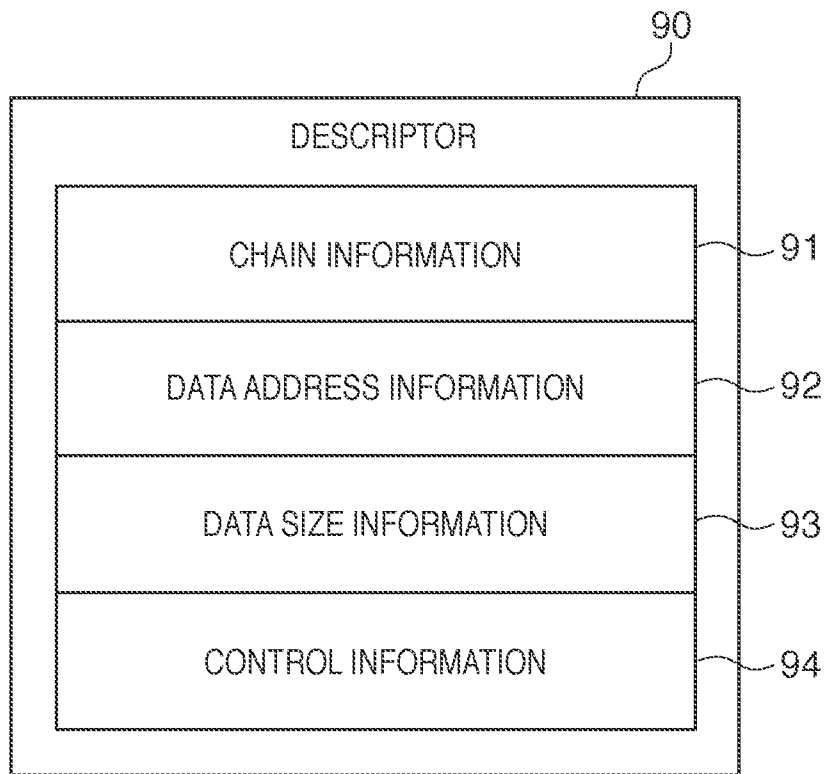 90
DESCRIPTOR
CHAIN INFORMATION
91
DATA ADDRESS INFORMATION
92
DATA SIZE INFORMATION
93
CONTROL INFORMATION
94